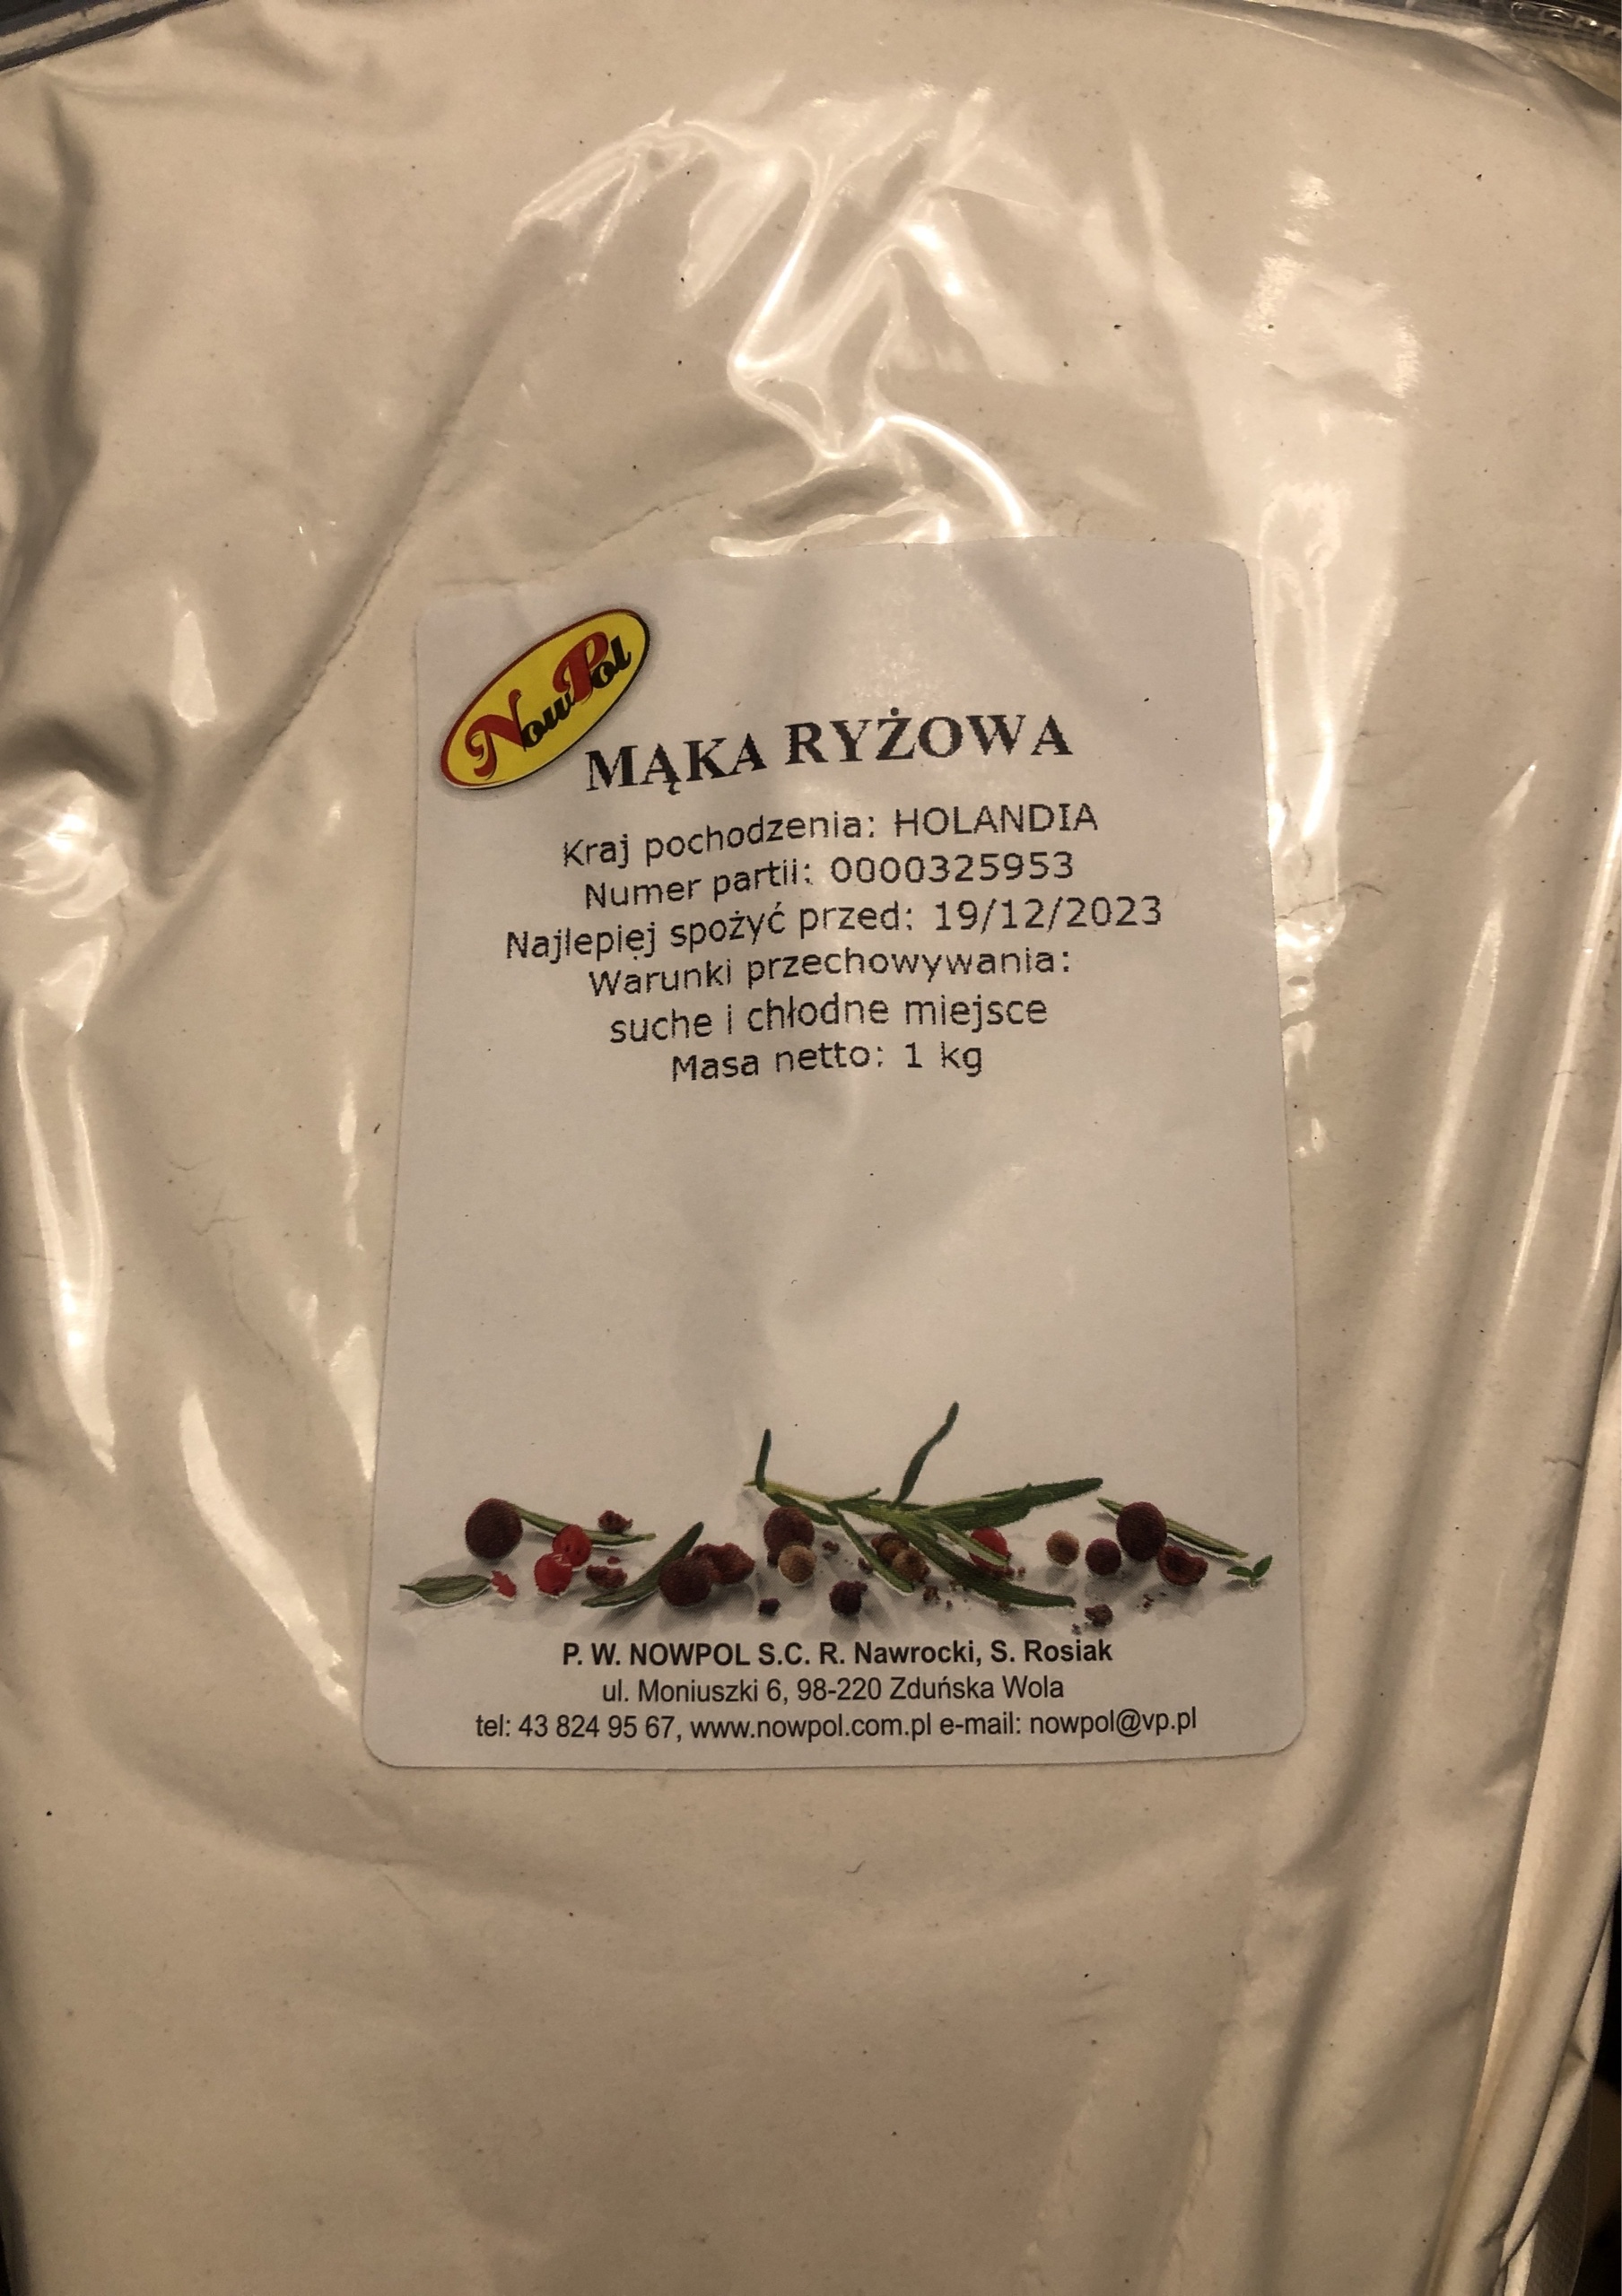 NowPol
MĄKA RYŻOWA
Kraj pochodzenia: HOLANDIA
Numer partii: 0000325953
Najlepiej spożyć przed: 19/12/2023
Warunki przechowywania:
suche i chłodne miejsce
Masa netto: 1 kg
P. W. NOWPOL S.C. R. Nawrocki, S. Rosiak
ul. Moniuszki 6, 98-220 Zduńska Wola
tel: 43 824 95 67, www.nowpol.com.pl e-mail: nowpol@vp.pl